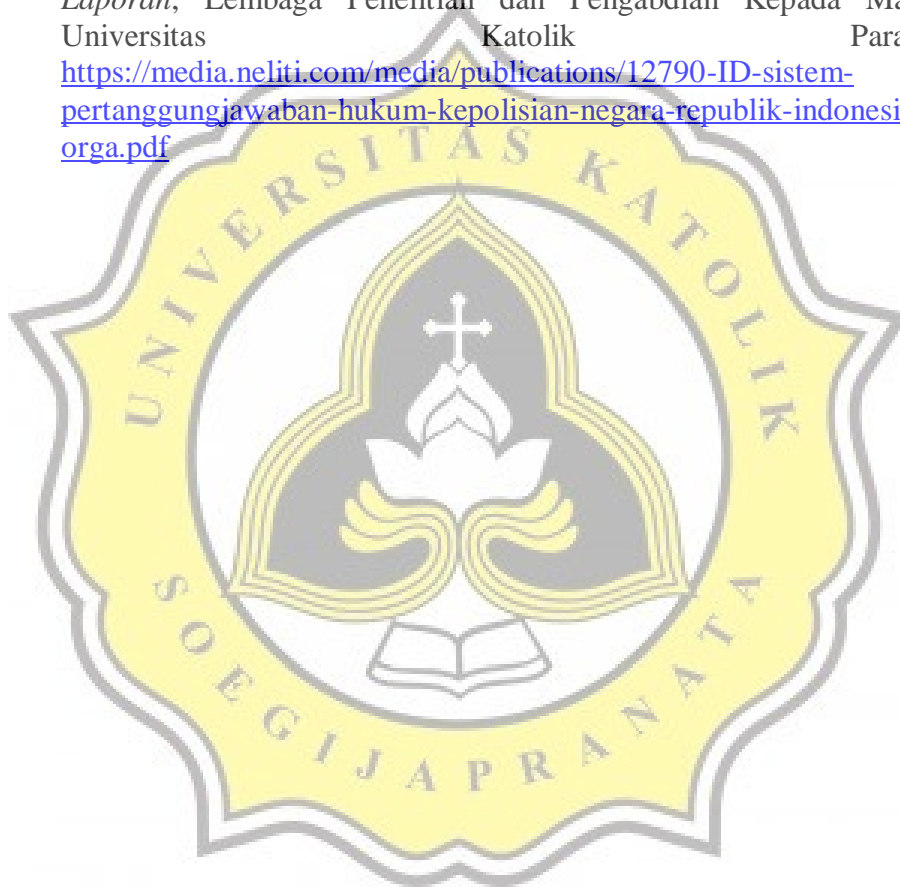 Laporan, Lembaga Penelitian dan Pengabdian Kepada Ma
Universitas Katolik Para
https://media.neliti.com/media/publications/12790-ID-sistem-
pertanggungjawaban-hukum-kepolisian-negara-republik-indonesi
orga.pdf
UNIVERSITAS KATOLIK
SOEGIJAPRANATA